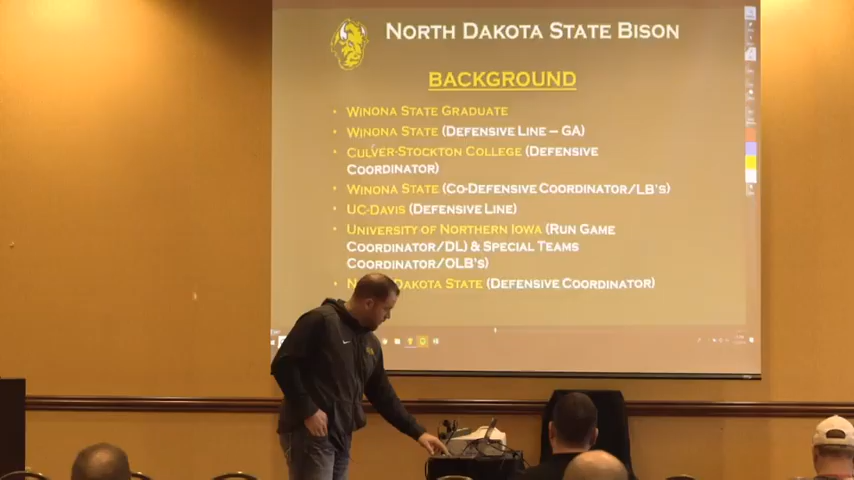 NORTH DAKOTA STATE BISON
BACKGROUND
• WINONA STATE GRADUATE
• WINONA STATE (DEFENSIVE LINE – GA)
• CULVER-STOCKTON COLLEGE (DEFENSIVE
COORDINATOR)
• WINONA STATE (CO-DEFENSIVE COORDINATOR/LB'S)
• UC-DAVIS (DEFENSIVE LINE)
• UNIVERSITY OF NORTHERN IOWA (RUN GAME
COORDINATOR/DL) & SPECIAL TEAMS
COORDINATOR/OLB'S)
• DAKOTA STATE (DEFENSIVE COORDINATOR)